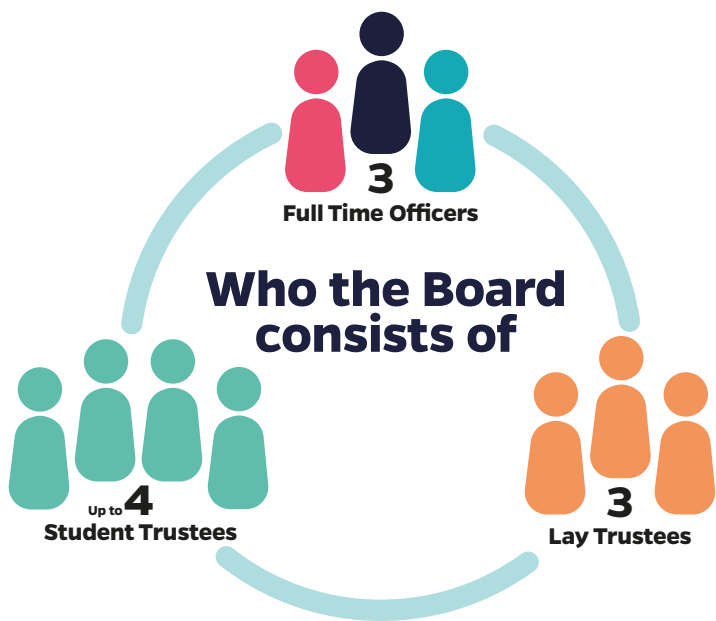 3
Full Time Officers
Who the Board
consists of
Up to 4
Student Trustees
3
Lay Trustees